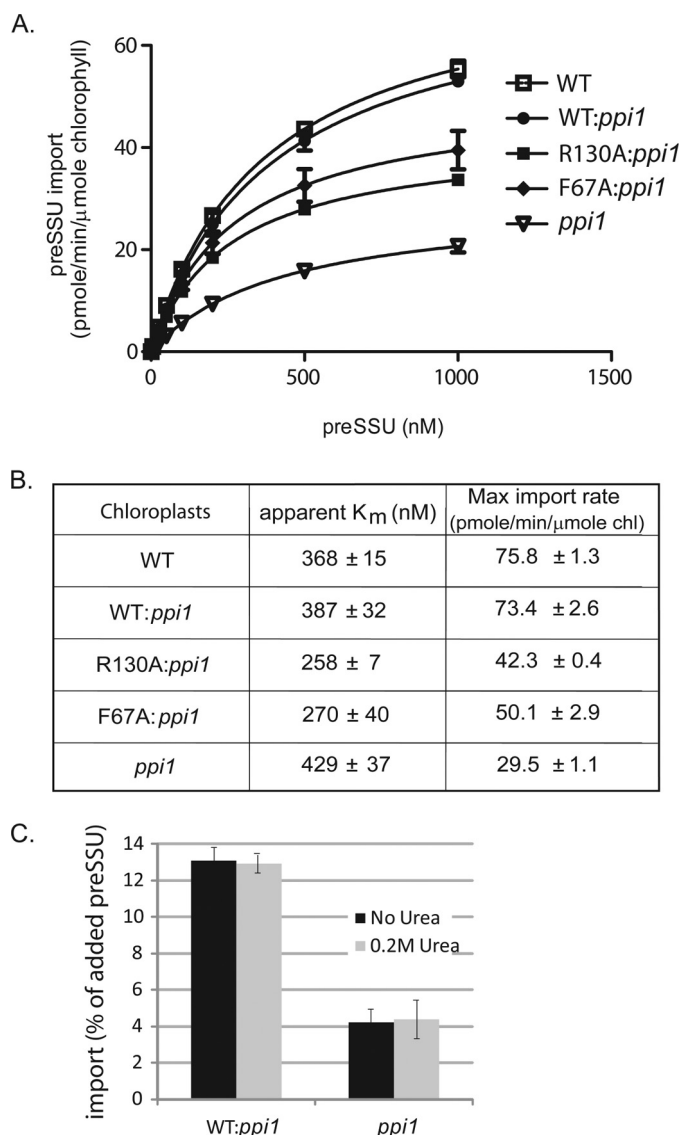 A.
60
40
20
0
0 500 1000 1500
preSSU import
(pmole/min/µmole chlorophyll)
preSSU (nM)
WT
WT:ppi1
R130A:ppi1
F67A:ppi1
ppi1
B.
Chloroplasts apparent Km (nM) Max import rate
(pmole/min/µmole chl)
WT 368 ± 15 75.8 ± 1.3
WT:ppi1 387 ± 32 73.4 ± 2.6
R130A:ppi1 258 ± 7 42.3 ± 0.4
F67A:ppi1 270 ± 40 50.1 ± 2.9
ppi1 429 ± 37 29.5 ± 1.1
C.
import (% of added preSSU)
14
12
10
8
6
4
2
0
No Urea
0.2M Urea
WT:ppi1 ppi1